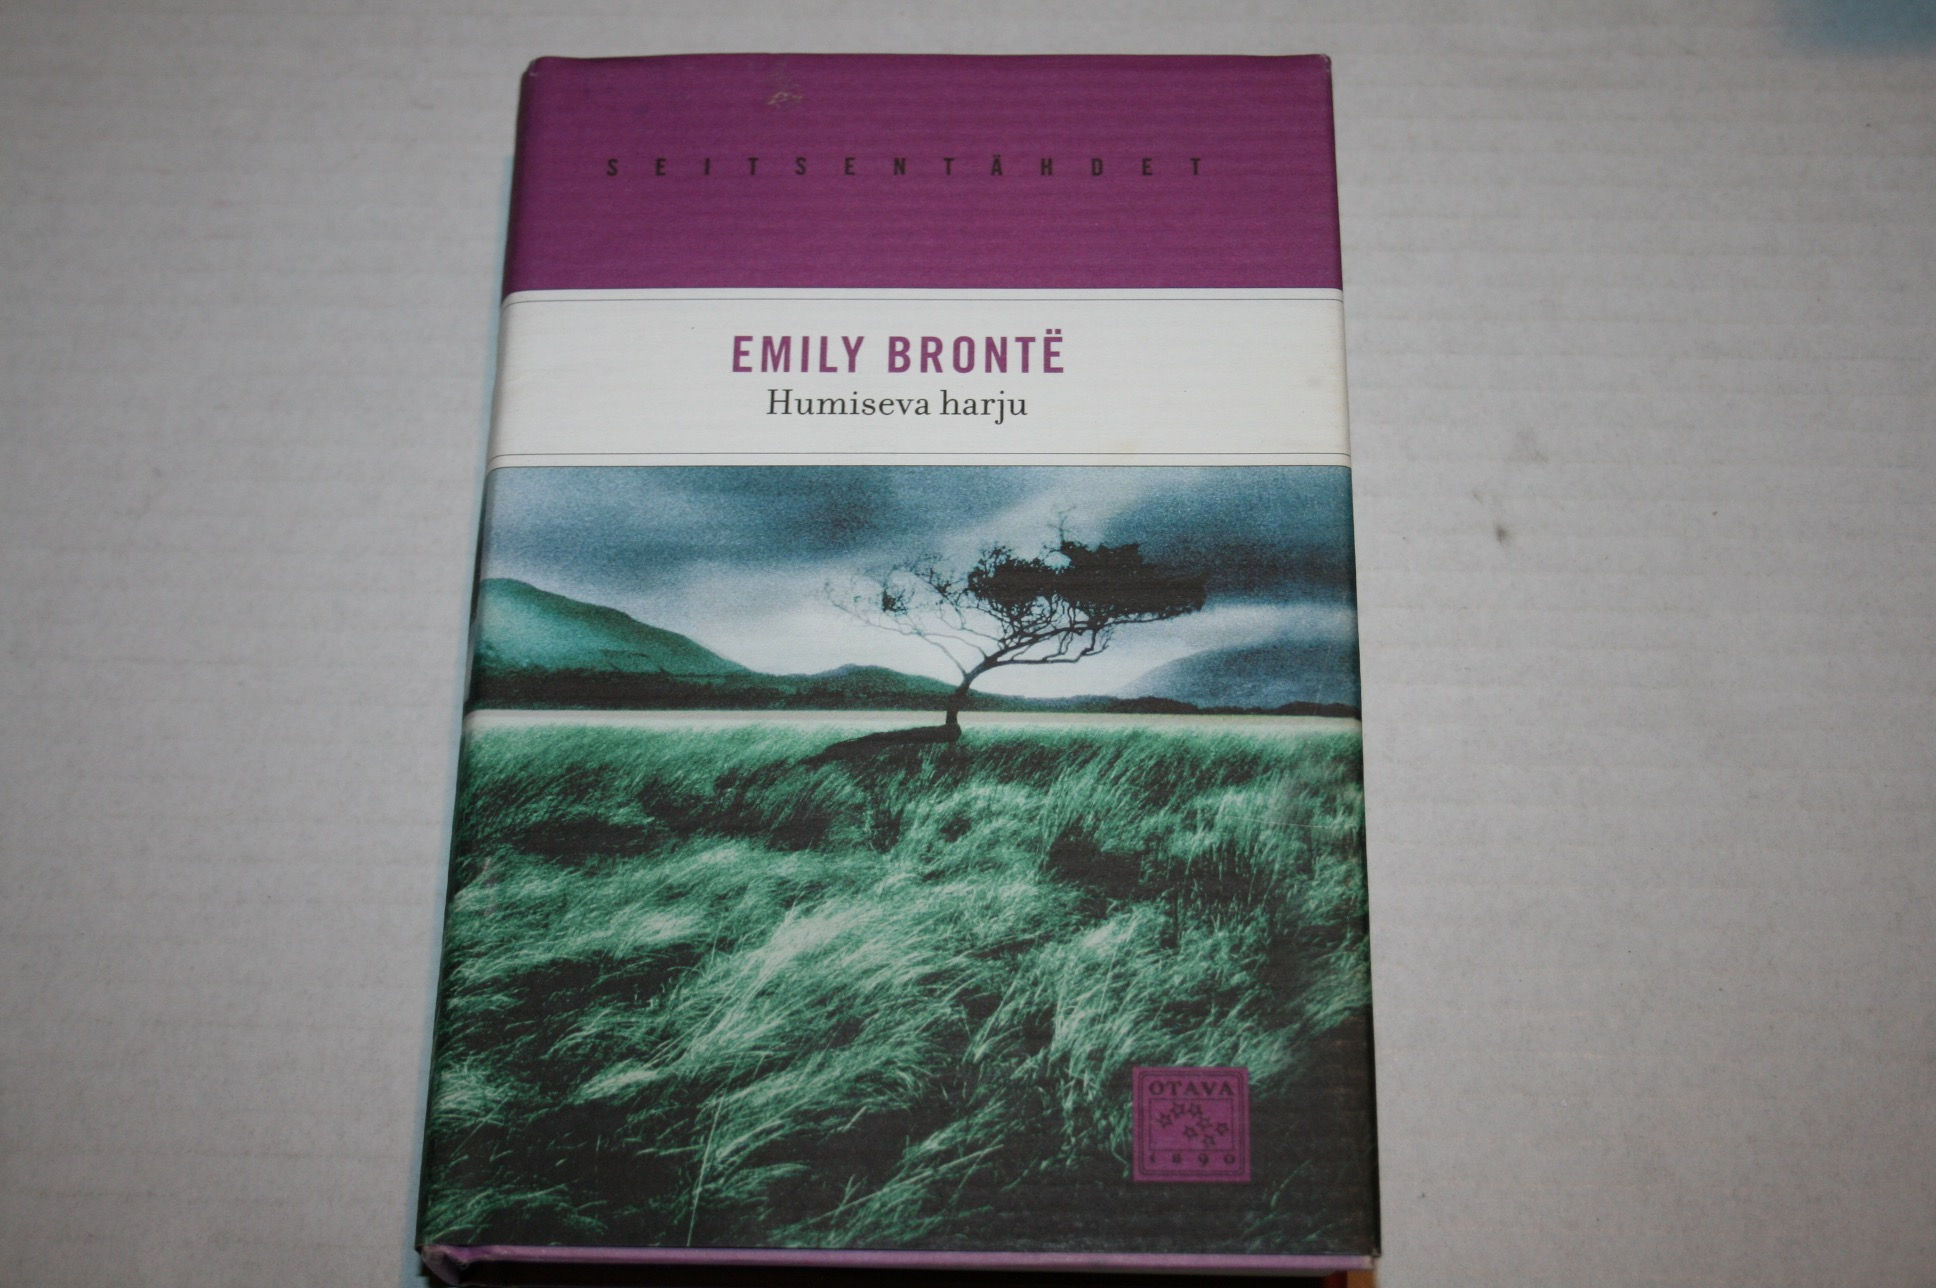 SEITSENTÄHDET
EMILY BRONTË
Humiseva harju
OTAVA
1890